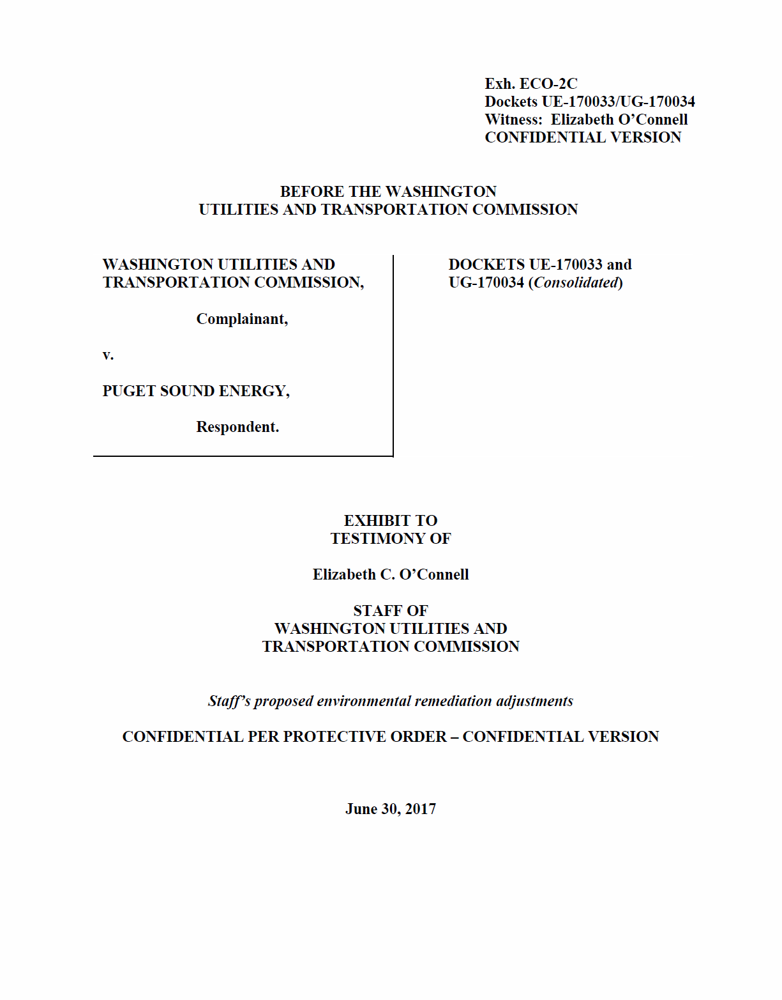 Exh. ECO-2C
Dockets UE-170033/UG-170034
Witness:  Elizabeth O’Connell
CONFIDENTIAL VERSION
BEFORE THE WASHINGTON
UTILITIES AND TRANSPORTATION COMMISSION
WASHINGTON UTILITIES AND
TRANSPORTATION COMMISSION,
Complainant,
v.
PUGET SOUND ENERGY,
Respondent.
DOCKETS UE-170033 and
UG-170034 (Consolidated)
EXHIBIT TO
TESTIMONY OF
Elizabeth C. O’Connell
STAFF OF
WASHINGTON UTILITIES AND
TRANSPORTATION COMMISSION
Staff’s proposed environmental remediation adjustments
CONFIDENTIAL PER PROTECTIVE ORDER – CONFIDENTIAL VERSION
June 30, 2017